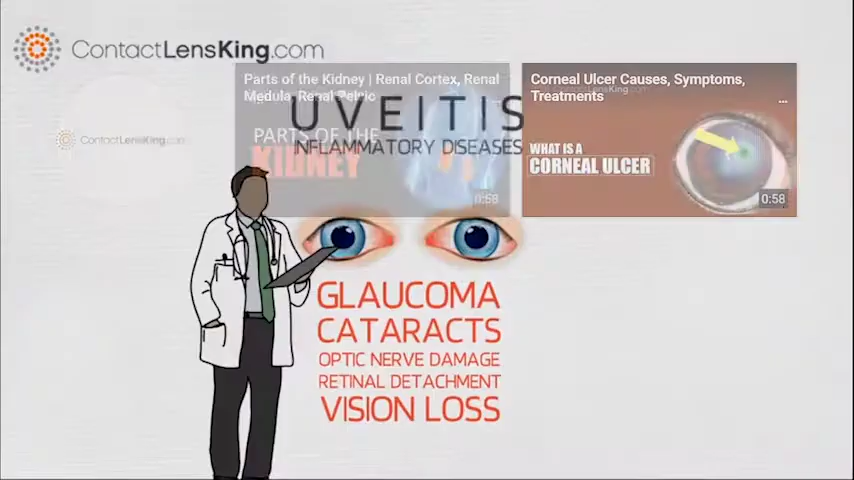 ContactLensKing.com
Parts of the Kidney | Renal Cortex, Renal
Medula, Renal Pelvic
Corneal Ulcer Causes, Symptoms,
Treatments
UVEITIS
INFLAMMATORY DISEASES
PARTS OF THE
KIDNEY
ContactLensKing.com
WHAT IS A
CORNEAL ULCER
0:58
0:58
GLAUCOMA
CATARACTS
OPTIC NERVE DAMAGE
RETINAL DETACHMENT
VISION LOSS